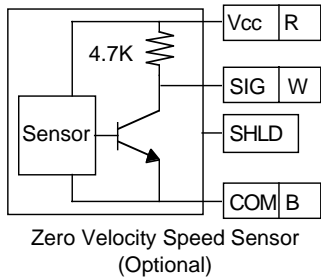 Vcc R
4.7K
SIG W
Sensor
SHLD
COM B
Zero Velocity Speed Sensor
(Optional)